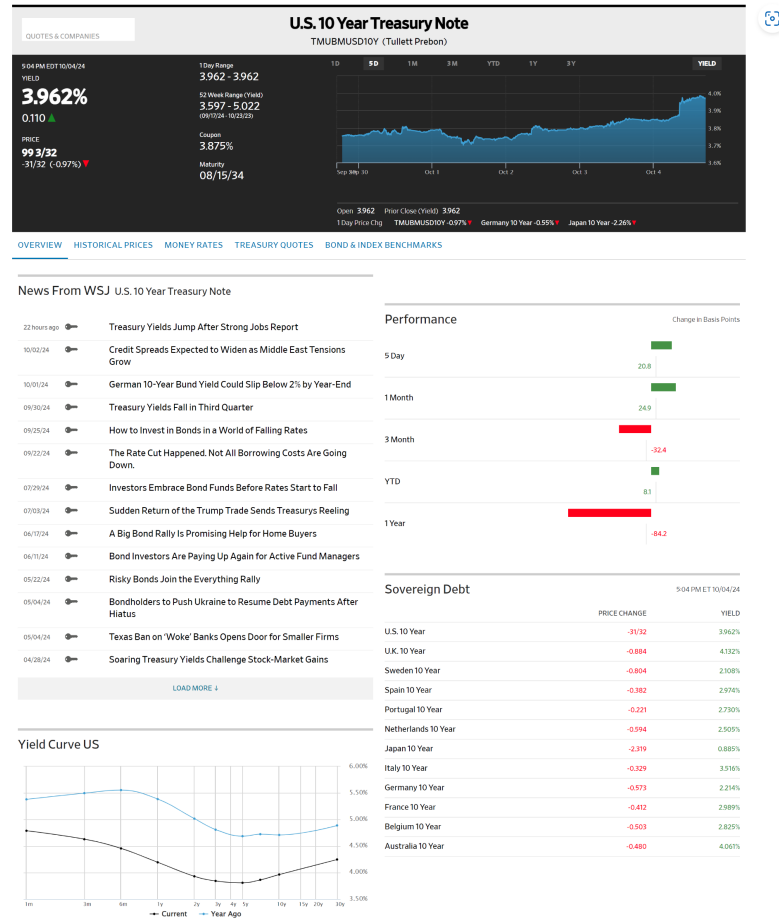 QUOTES & COMPANIES
U.S. 10 Year Treasury Note
TMUBMUSD10Y (Tullett Prebon)
5:04 PM EDT 10/04/24
YIELD
3.962%
0.110
PRICE
99 3/32
-31/32 (-0.97%)
1 Day Range
3.962 - 3.962
52 Week Range (Yield)
3.597 - 5.022
(09/17/24 - 10/23/23)
Coupon
3.875%
Maturity
08/15/34
1D 5D 1M 3M YTD 1Y 3Y YIELD
4.0%
3.9%
3.8%
3.7%
3.6%
Sep 30 Oct 1 Oct 2 Oct 3 Oct 4
Open 3.962 Prior Close (Yield) 3.962
1 Day Price Chg TMUBMUSD10Y -0.97% Germany 10 Year -0.55% Japan 10 Year -2.26%
OVERVIEW HISTORICAL PRICES MONEY RATES TREASURY QUOTES BOND & INDEX BENCHMARKS
News From WSJ U.S. 10 Year Treasury Note
22 hours ago Treasury Yields Jump After Strong Jobs Report
10/02/24 Credit Spreads Expected to Widen as Middle East Tensions
Grow
10/01/24 German 10-Year Bund Yield Could Slip Below 2% by Year-End
09/30/24 Treasury Yields Fall in Third Quarter
09/25/24 How to Invest in Bonds in a World of Falling Rates
09/22/24 The Rate Cut Happened. Not All Borrowing Costs Are Going
Down.
07/29/24 Investors Embrace Bond Funds Before Rates Start to Fall
07/03/24 Sudden Return of the Trump Trade Sends Treasurys Reeling
06/17/24 A Big Bond Rally Is Promising Help for Home Buyers
06/11/24 Bond Investors Are Paying Up Again for Active Fund Managers
05/22/24 Risky Bonds Join the Everything Rally
05/04/24 Bondholders to Push Ukraine to Resume Debt Payments After
Hiatus
05/04/24 Texas Ban on ‘Woke’ Banks Opens Door for Smaller Firms
04/28/24 Soaring Treasury Yields Challenge Stock-Market Gains
LOAD MORE ↓
Yield Curve US
6.00%
5.50%
5.00%
4.50%
4.00%
3.50%
1m 3m 6m 1y 2y 3y 4y 5y 10y 15y 20y 30y
Current Year Ago
Performance Change in Basis Points
5 Day
20.8
1 Month
24.9
3 Month
-32.4
YTD
8.1
1 Year
-84.2
Sovereign Debt 5:04 PM ET 10/04/24
PRICE CHANGE YIELD
U.S. 10 Year -31/32 3.962%
U.K. 10 Year -0.884 4.132%
Sweden 10 Year -0.804 2.108%
Spain 10 Year -0.382 2.974%
Portugal 10 Year -0.221 2.730%
Netherlands 10 Year -0.594 2.505%
Japan 10 Year -2.319 0.885%
Italy 10 Year -0.329 3.516%
Germany 10 Year -0.573 2.214%
France 10 Year -0.412 2.989%
Belgium 10 Year -0.503 2.825%
Australia 10 Year -0.480 4.061%